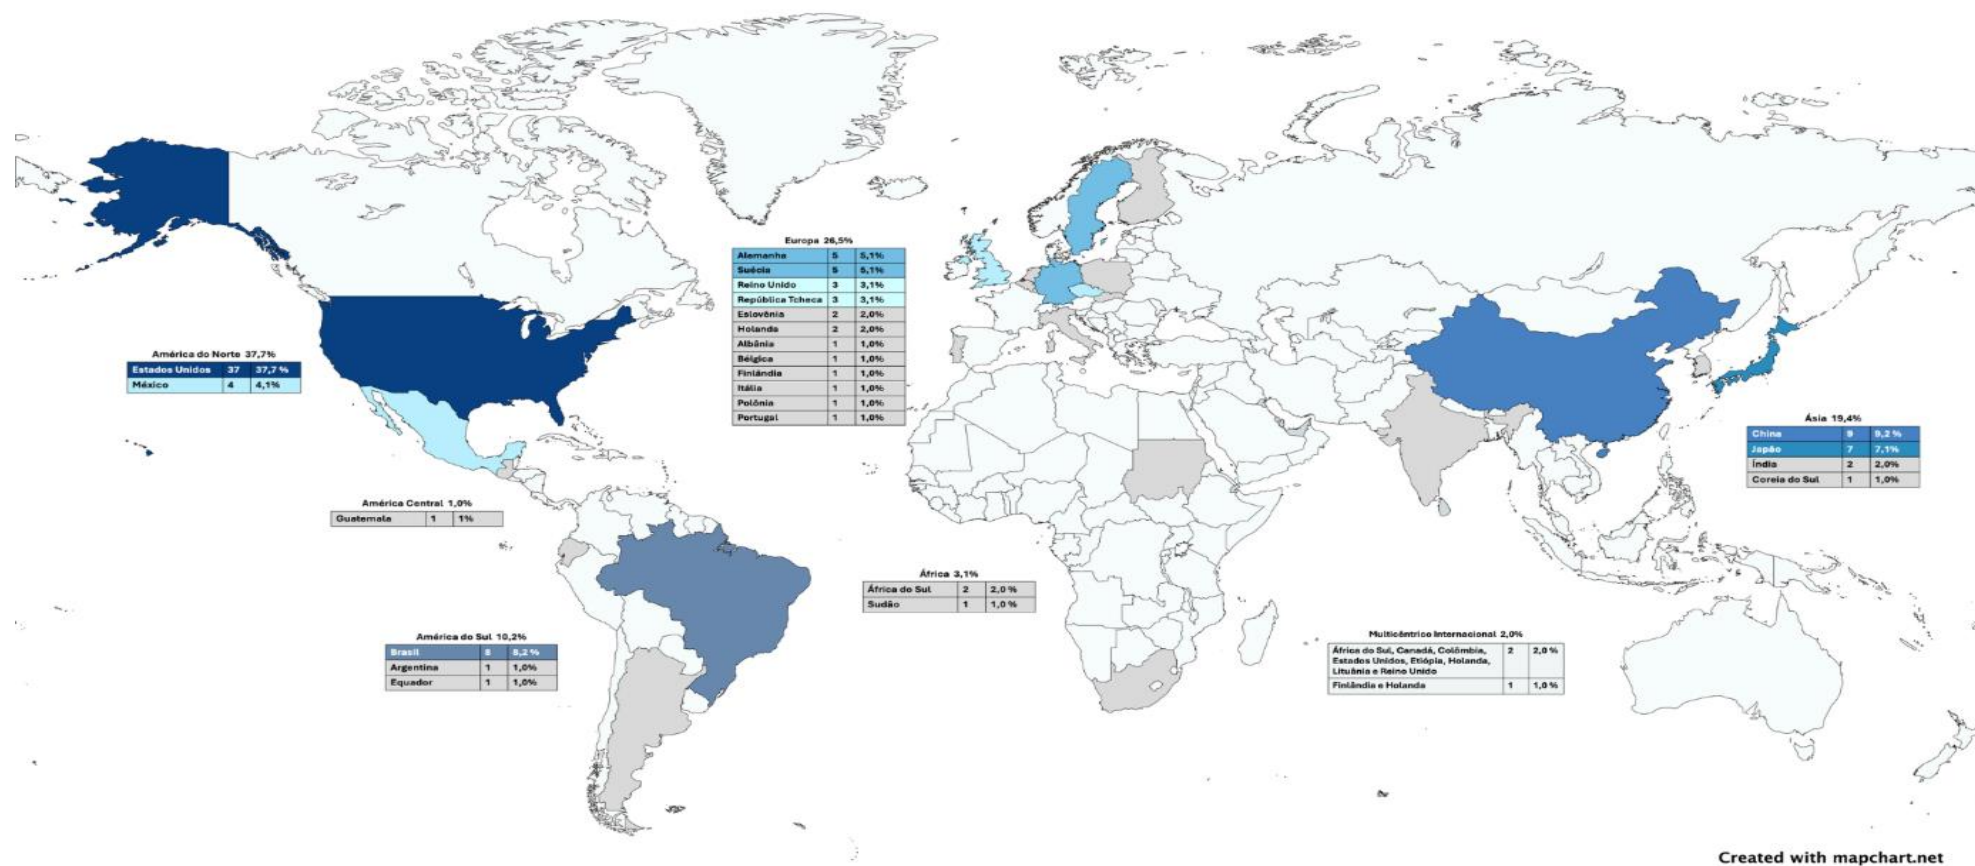 Europa 26,5%
Alemanha 5 5,1%
Suécia 5 5,1%
Reino Unido 3 3,1%
República Tcheca 3 3,1%
Eslovênia 2 2,0%
Holanda 2 2,0%
Albânia 1 1,0%
Bélgica 1 1,0%
Finlândia 1 1,0%
Itália 1 1,0%
Polônia 1 1,0%
Portugal 1 1,0%
América do Norte 37,7%
Estados Unidos 37 37,7 %
México 4 4,1%
Ásia 19,4%
China 9 9,2 %
Japão 7 7,1%
Índia 2 2,0%
Coreia do Sul 1 1,0%
América Central 1,0%
Guatemala 1 1%
África 3,1%
África do Sul 2 2,0 %
Sudão 1 1,0 %
América do Sul 10,2%
Brasil 8 8,2 %
Argentina 1 1,0%
Equador 1 1,0%
Multicêntrico Internacional 2,0%
África do Sul, Canadá, Colômbia, 2 2,0 %
Estados Unidos, Etiópia, Holanda,
Lituânia e Reino Unido
Finlândia e Holanda 1 1,0 %
Created with mapchart.net